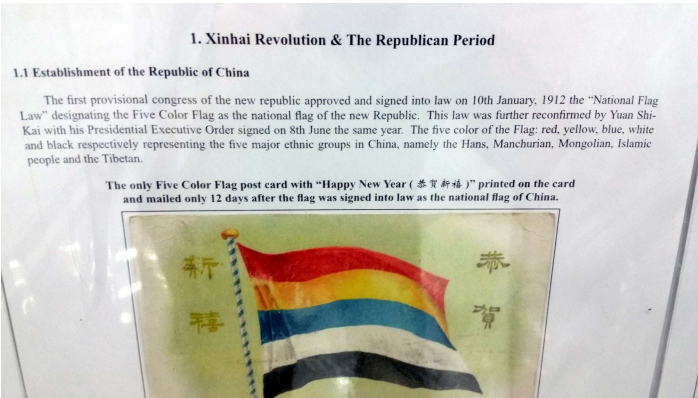 1. Xinhai Revolution & The Republican Period
1.1 Establishment of the Republic of China
The first provisional congress of the new republic approved and signed into law on 10th January, 1912 the “National Flag
Law” designating the Five Color Flag as the national flag of the new Republic. This law was further reconfirmed by Yuan Shi-
Kai with his Presidential Executive Order signed on 8th June the same year. The five color of the Flag: red, yellow, blue, white
and black respectively representing the five major ethnic groups in China, namely the Hans, Manchurian, Mongolian, Islamic
people and the Tibetan.
The only Five Color Flag post card with “Happy New Year ( 恭賀新禧 )” printed on the card
and mailed only 12 days after the flag was signed into law as the national flag of China.
恭賀
新禧